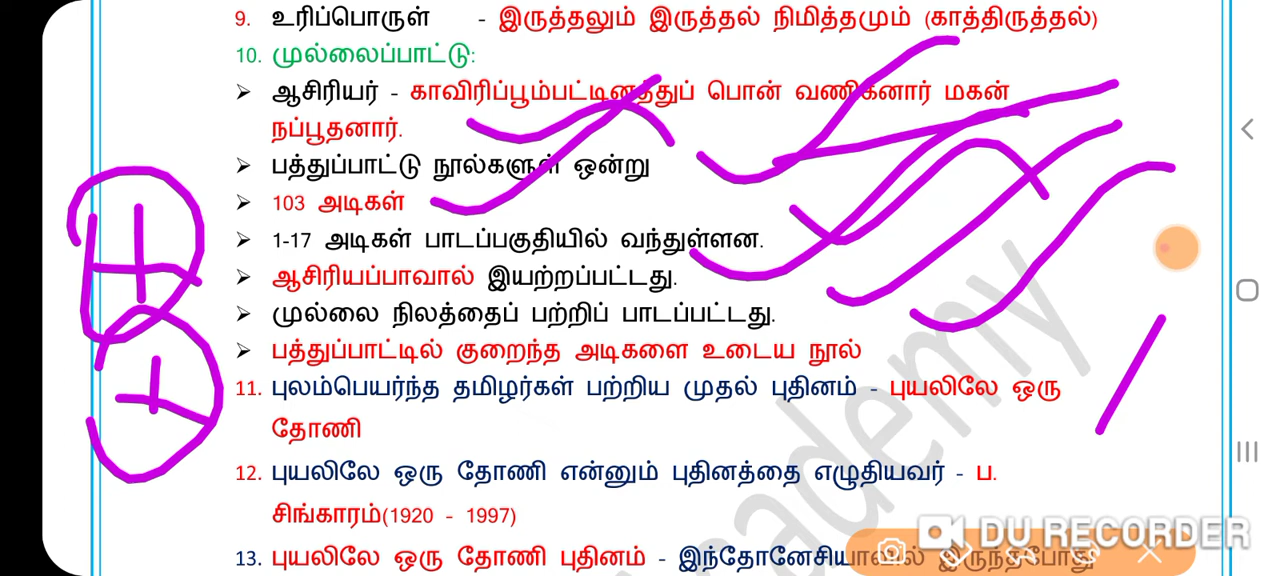 9. உரிப்பொருள் - இருத்தலும் இருத்தல் நிமித்தமும் (காத்திருத்தல்)
10. முல்லைப்பாட்டு:
➢ ஆசிரியர் - காவிரிப்பூம்பட்டினத்துப் பொன் வணிகனார் மகன்
நப்பூதனார்.
➢ பத்துப்பாட்டு நூல்களுள் ஒன்று
➢ 103 அடிகள்
➢ 1-17 அடிகள் பாடப்பகுதியில் வந்துள்ளன.
➢ ஆசிரியப்பாவால் இயற்றப்பட்டது.
➢ முல்லை நிலத்தைப் பற்றிப் பாடப்பட்டது.
➢ பத்துப்பாட்டில் குறைந்த அடிகளை உடைய நூல்
11. புலம்பெயர்ந்த தமிழர்கள் பற்றிய முதல் புதினம் - புயலிலே ஒரு
தோணி
12. புயலிலே ஒரு தோணி என்னும் புதினத்தை எழுதியவர் - ப.
சிங்காரம்(1920 - 1997)
13. புயலிலே ஒரு தோணி புதினம் - இந்தோனேசியாவில் இருந்தபோது
cademy
DU RECORDER